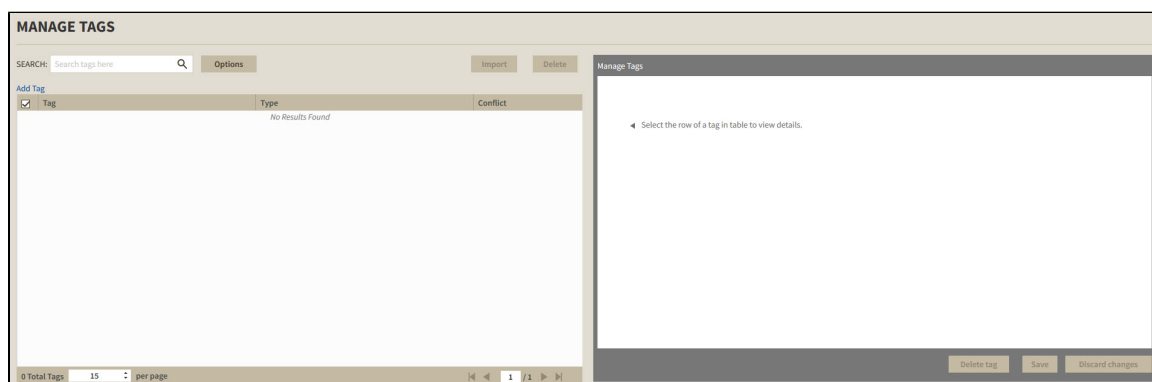 MANAGE TAGS
SEARCH: Search tags here Options Import Delete
Add Tag
Tag Type Conflict
No Results Found
0 Total Tags 15 per page 1 / 1
Manage Tags
Select the row of a tag in table to view details.
Delete tag Save Discard changes